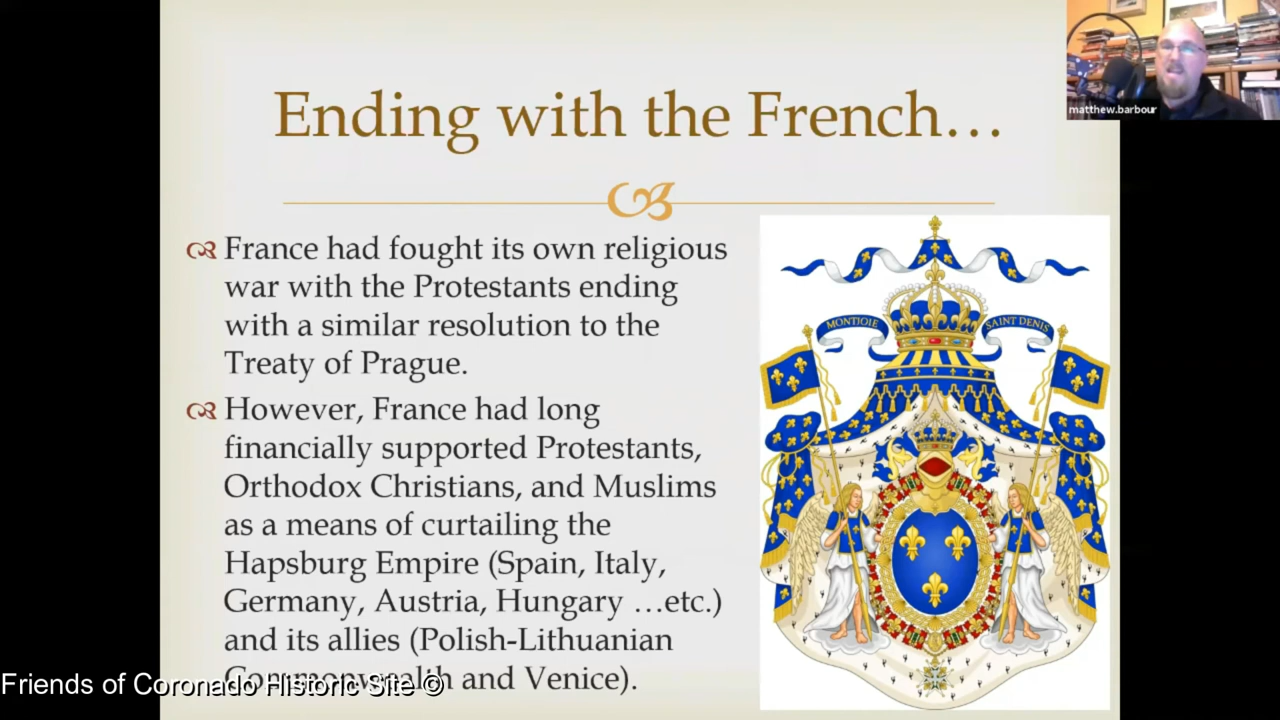 Ending with the French…
France had fought its own religious
war with the Protestants ending
with a similar resolution to the
Treaty of Prague.
However, France had long
financially supported Protestants,
Orthodox Christians, and Muslims
as a means of curtailing the
Hapsburg Empire (Spain, Italy,
Germany, Austria, Hungary …etc.)
and its allies (Polish-Lithuanian
Commonwealth and Venice).
MONTJOIE
SAINT DENIS
matthew.barbour
Friends of Coronado Historic Site ©